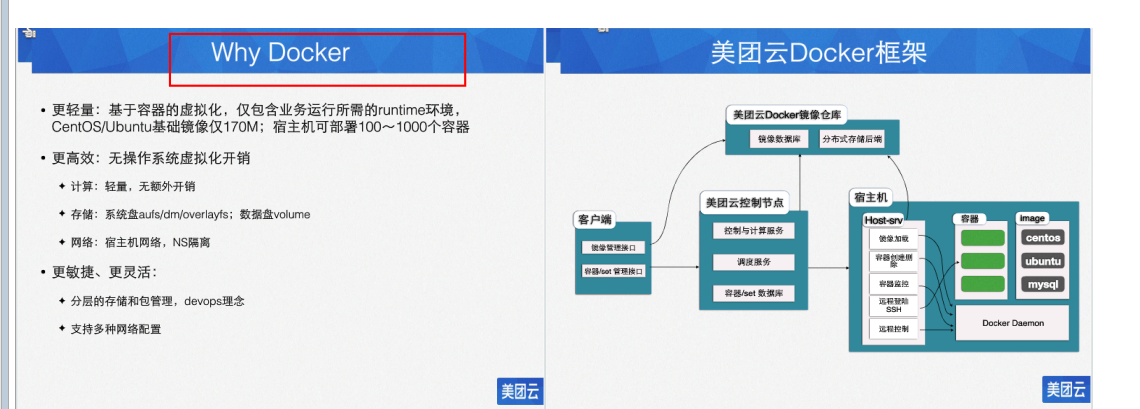 Why Docker
• 更轻量：基于容器的虚拟化，仅包含业务运行所需的runtime环境，
CentOS/Ubuntu基础镜像仅170M；宿主机可部署100～1000个容器
• 更高效：无操作系统虚拟化开销
✦ 计算：轻量，无额外开销
✦ 存储：系统盘aufs/dm/overlayfs；数据盘volume
✦ 网络：宿主机网络，NS隔离
• 更敏捷、更灵活：
✦ 分层的存储和包管理，devops理念
✦ 支持多种网络配置
美团云
美团云Docker框架
美团云Docker镜像仓库
镜像数据库
分布式存储后端
客户端
镜像管理接口
容器/set 管理接口
美团云控制节点
控制与计算服务
调度服务
容器/set 数据库
宿主机
Host-srv
镜像加载
容器创建删
除
容器监控
远程登陆
SSH
远程控制
容器
image
centos
ubuntu
mysql
Docker Daemon
美团云